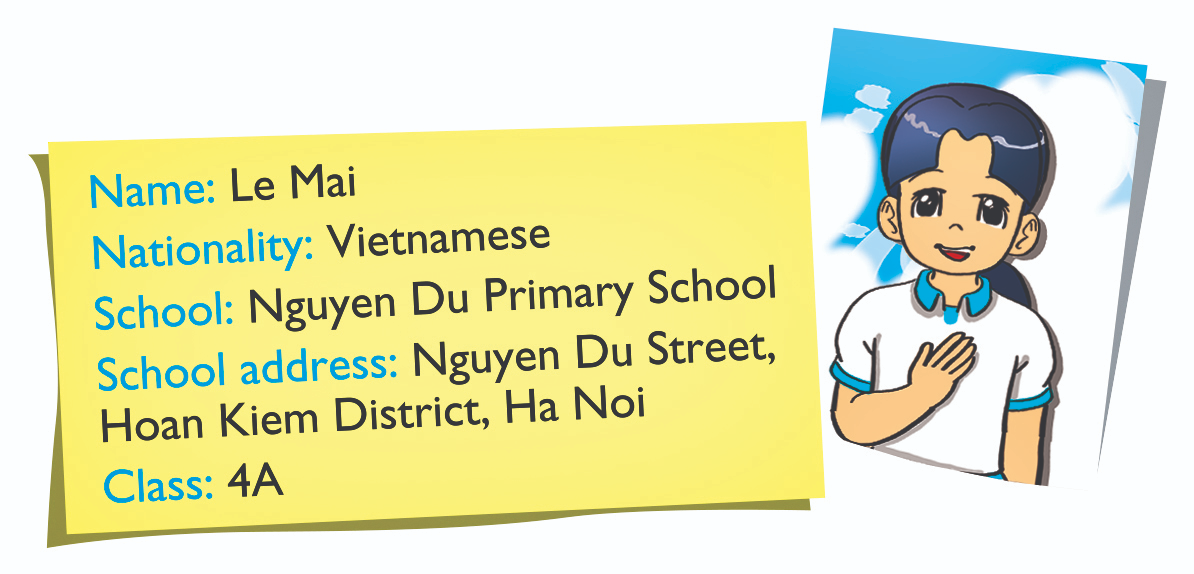 Name: Le Mai
Nationality: Vietnamese
School: Nguyen Du Primary School
School address: Nguyen Du Street,
Hoan Kiem District, Ha Noi
Class: 4A